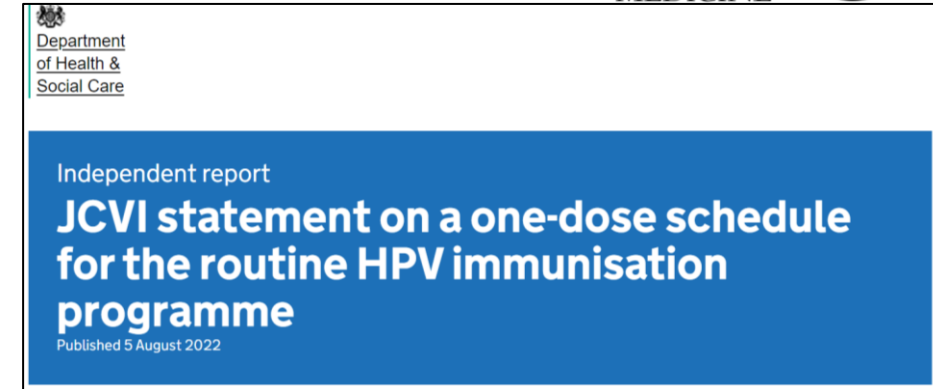 Department
of Health &
Social Care
Independent report
JCVI statement on a one-dose schedule
for the routine HPV immunisation
programme
Published 5 August 2022